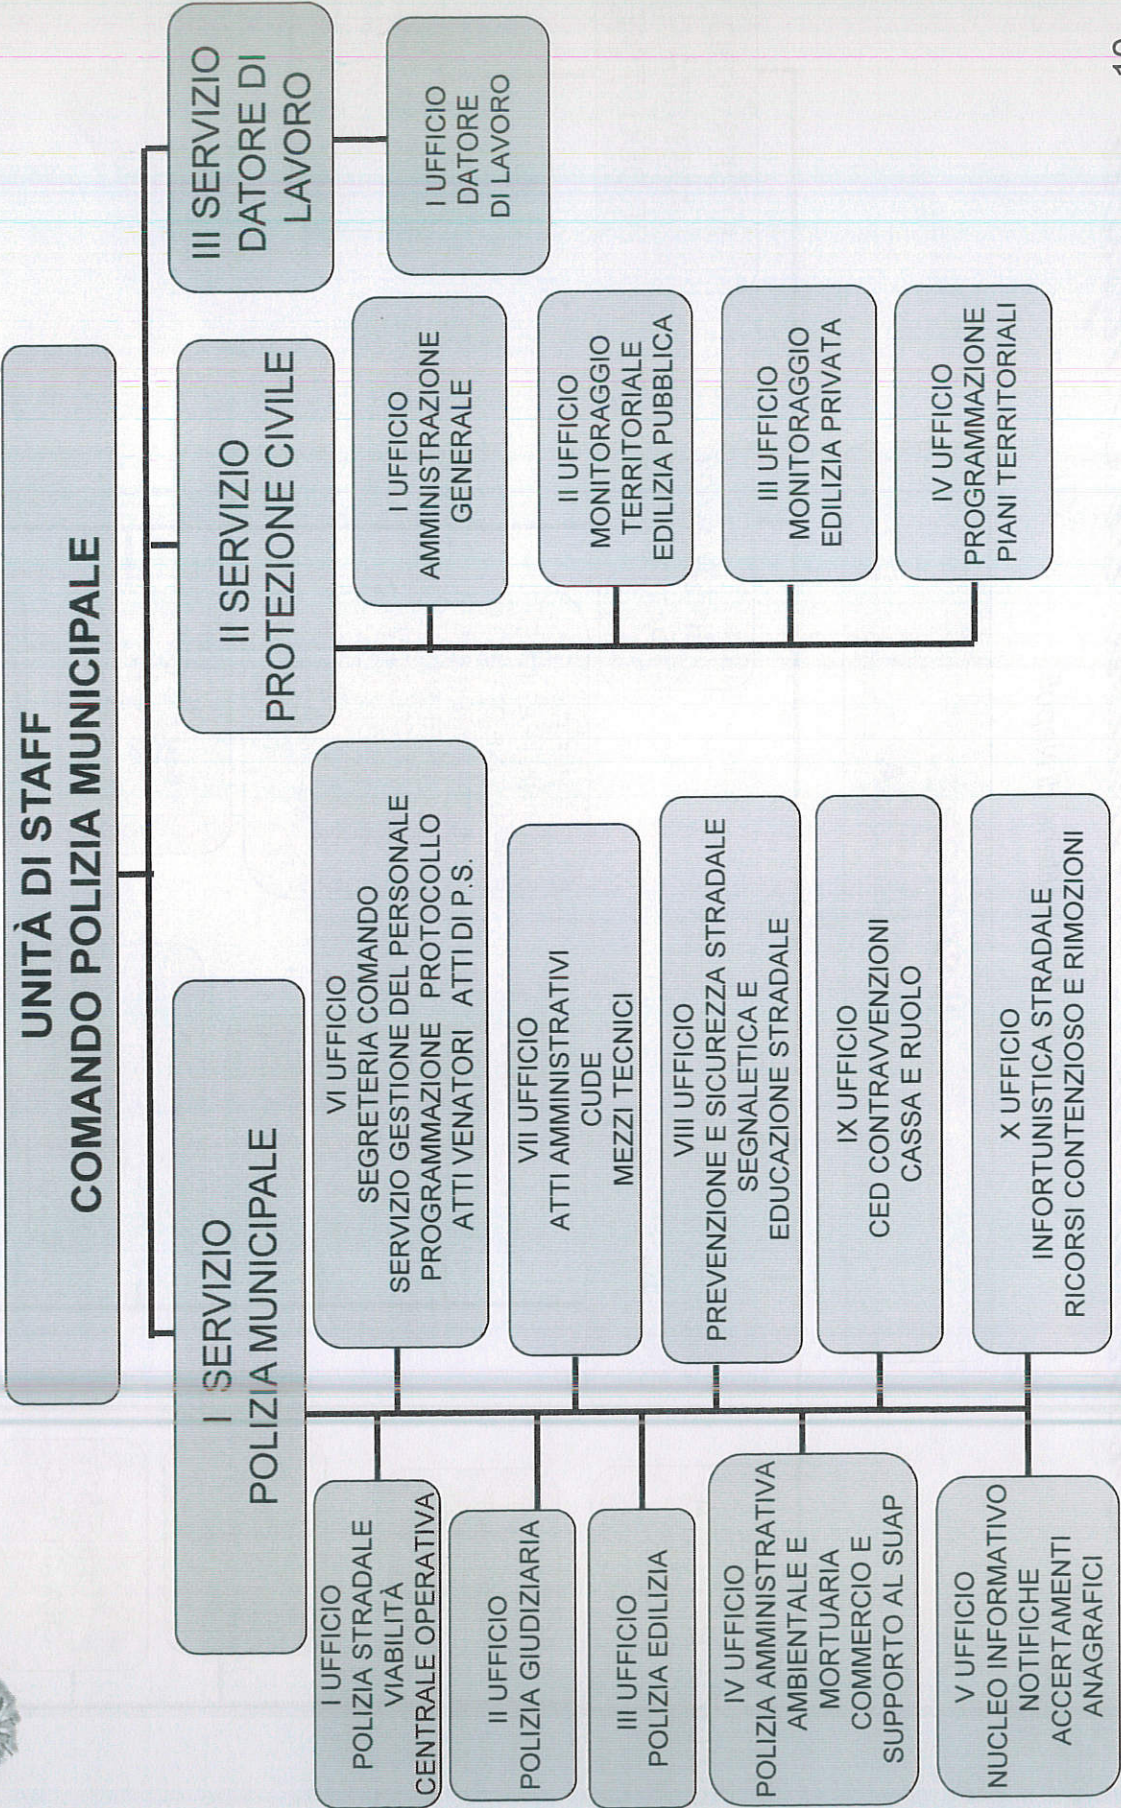 UNITÀ DI STAFF
COMANDO POLIZIA MUNICIPALE
I SERVIZIO
POLIZIA MUNICIPALE
I UFFICIO
POLIZIA STRADALE
VIABILITÀ
CENTRALE OPERATIVA
II UFFICIO
POLIZIA GIUDIZIARIA
III UFFICIO
POLIZIA EDILIZIA
IV UFFICIO
POLIZIA AMMINISTRATIVA
AMBIENTALE E
MORTUARIA
COMMERCIO E
SUPPORTO AL SUAP
V UFFICIO
NUCLEO INFORMATIVO
NOTIFICHE
ACCERTAMENTI
ANAGRAFICI
VI UFFICIO
SEGRETERIA COMANDO
SERVIZIO GESTIONE DEL PERSONALE
PROGRAMMAZIONE PROTOCOLLO
ATTI VENATORI ATTI DI P.S.
VII UFFICIO
ATTI AMMINISTRATIVI
CUDE
MEZZI TECNICI
VIII UFFICIO
PREVENZIONE E SICUREZZA STRADALE
SEGNALETICA E
EDUCAZIONE STRADALE
IX UFFICIO
CED CONTRAVVENZIONI
CASSA E RUOLO
X UFFICIO
INFORTUNISTICA STRADALE
RICORSI CONTENZIOSO E RIMOZIONI
II SERVIZIO
PROTEZIONE CIVILE
I UFFICIO
AMMINISTRAZIONE
GENERALE
II UFFICIO
MONITORAGGIO
TERRITORIALE
EDILIZIA PUBBLICA
III UFFICIO
MONITORAGGIO
EDILIZIA PRIVATA
IV UFFICIO
PROGRAMMAZIONE
PIANI TERRITORIALI
III SERVIZIO
DATORE DI
LAVORO
I UFFICIO
DATORE
DI LAVORO